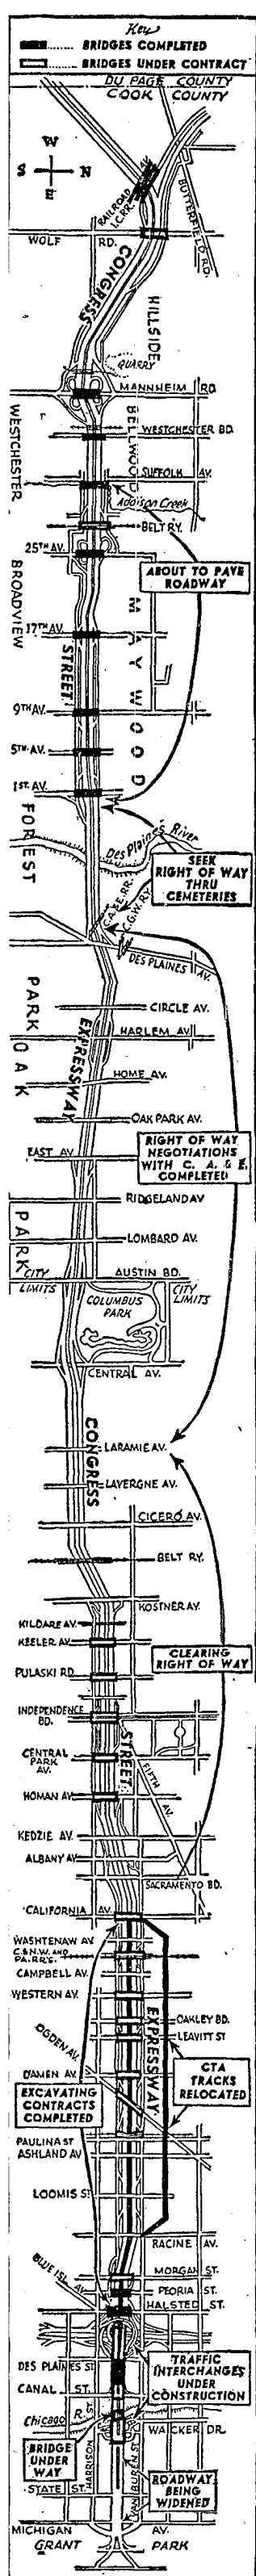 Key
BRIDGES COMPLETED
BRIDGES UNDER CONTRACT
DU PAGE COUNTY
COOK COUNTY
W
S N
E
RAILROAD AV.
I.C.RR.
BUTTERFIELD RD.
WOLF RD.
CONGRESS
HILLSIDE
QUARRY
MANNHEIM RD.
WESTCHESTER
BELLWOOD
WESTCHESTER BD.
SUFFOLK AV.
Addison Creek
BELT RY.
25TH AV.
ABOUT TO PAVE
ROADWAY
BROADVIEW
MAYWOOD
17TH AV.
STREET
9TH AV.
5TH AV.
1ST. AV.
FOREST
Des Plaines River
SEEK
RIGHT OF WAY
THRU
CEMETERIES
C.A.& E. RR.
C.G.W. RY.
DES PLAINES AV.
PARK
CIRCLE AV.
EXPRESSWAY
HARLEM AV.
OAK
HOME AV.
OAK PARK AV.
RIGHT OF WAY
NEGOTIATIONS
WITH C. A. & E.
COMPLETED
EAST AV.
RIDGELAND AV
PARK
LOMBARD AV.
AUSTIN BD.
CITY
LIMITS
CITY
LIMITS
COLUMBUS
PARK
CENTRAL AV.
CONGRESS
LARAMIE AV.
LAVERGNE AV.
CICERO AV.
BELT RY.
KOSTNER AV.
KILDARE AV.
KEELER AV.
CLEARING
RIGHT OF WAY
PULASKI RD.
INDEPENDENCE
BD.
STREET
CENTRAL
PARK
AV.
FIFTH AV.
HOMAN AV.
KEDZIE AV.
ALBANY AV.
SACRAMENTO BD.
CALIFORNIA AV.
WASHTENAW AV.
C.&N.W. AND
PA. RR'S.
CAMPBELL AV.
WESTERN AV.
EXPRESSWAY
OAKLEY BD.
LEAVITT ST
OGDEN AV.
DAMEN AV.
CTA
TRACKS
RELOCATED
EXCAVATING
CONTRACTS
COMPLETED
PAULINA ST
ASHLAND AV
LOOMIS ST.
RACINE AV.
BLUE ISL. AV.
MORGAN ST.
PEORIA ST.
HALSTED ST.
TRAFFIC
INTERCHANGES
UNDER
CONSTRUCTION
DES PLAINES ST.
CANAL ST.
Chicago R.
WACKER DR.
BRIDGE
UNDER
WAY
HARRISON ST.
VAN BUREN ST.
ROADWAY
BEING
WIDENED
STATE ST.
MICHIGAN AV.
GRANT PARK